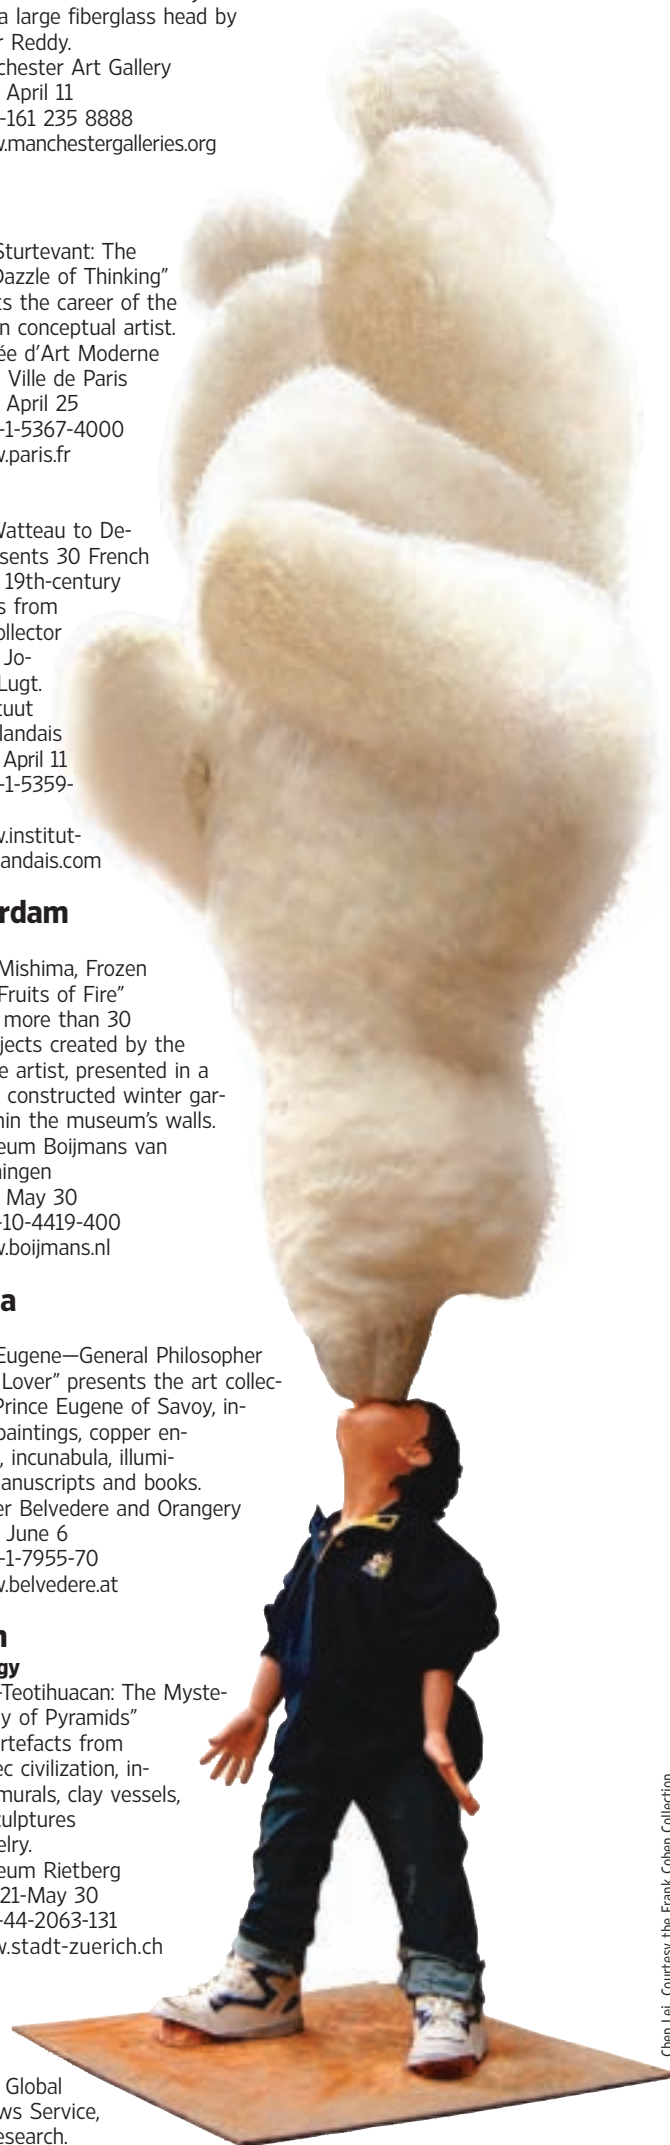 a large fiberglass head by
r Reddy.
chester Art Gallery
April 11
-161 235 8888
w.manchestergalleries.org
Sturtevant: The
Dazzle of Thinking”
ts the career of the
n conceptual artist.
ée d’Art Moderne
Ville de Paris
April 25
-1-5367-4000
w.paris.fr
Watteau to De-
sents 30 French
19th-century
s from
ollector
Jo-
Lugt.
tuut
landais
April 11
-1-5359-
w.institut-
andais.com
rdam
Mishima, Frozen
Fruits of Fire”
more than 30
jects created by the
e artist, presented in a
constructed winter gar-
hin the museum’s walls.
eum Boijmans van
ningen
May 30
-10-4419-400
w.boijmans.nl
a
Eugene—General Philosopher
Lover” presents the art collec-
Prince Eugene of Savoy, in-
paintings, copper en-
, incunabula, illumi-
anuscripts and books.
er Belvedere and Orangery
June 6
-1-7955-70
w.belvedere.at
h
gy
-Teotihuacan: The Myste-
y of Pyramids”
rtefacts from
ec civilization, in-
murals, clay vessels,
culptures
elry.
eum Rietberg
21-May 30
-44-2063-131
w.stadt-zuerich.ch
Global
ws Service,
esearch.
Chen Lei, Courtesy the Frank Cohen Collection